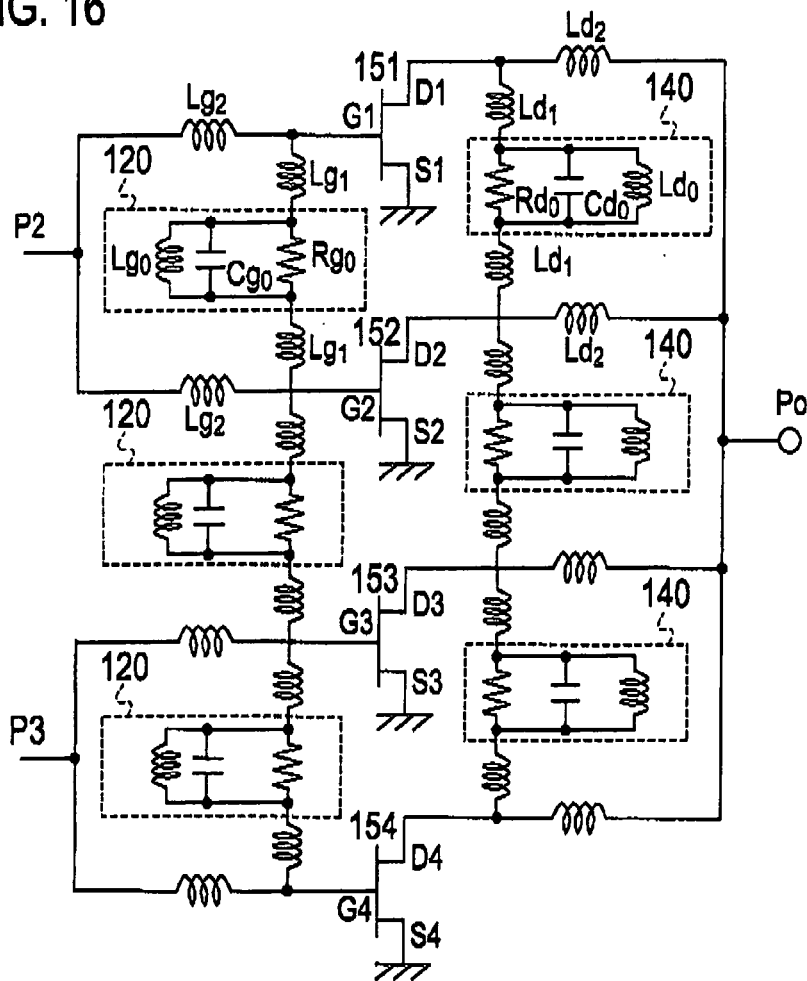 IG. 16
Ld2
151
D1
140
Lg2
G1
Ld1
120
S1
Lg1
Rd0 Cd0 Ld0
P2
Lg0 Cg0 Rg0
Ld1
152
Lg1
D2
Ld2
140
120
Lg2
G2
S2
Po
153
D3
140
120
G3
S3
P3
154
D4
G4
S4